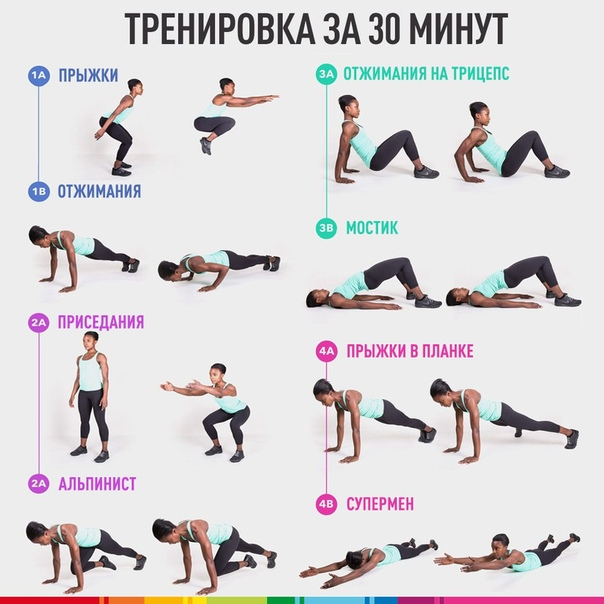 ТРЕНИРОВКА ЗА 30 МИНУТ
1A ПРЫЖКИ
1B ОТЖИМАНИЯ
2A ПРИСЕДАНИЯ
2A АЛЬПИНИСТ
3A ОТЖИМАНИЯ НА ТРИЦЕПС
3B МОСТИК
4A ПРЫЖКИ В ПЛАНКЕ
4B СУПЕРМЕН